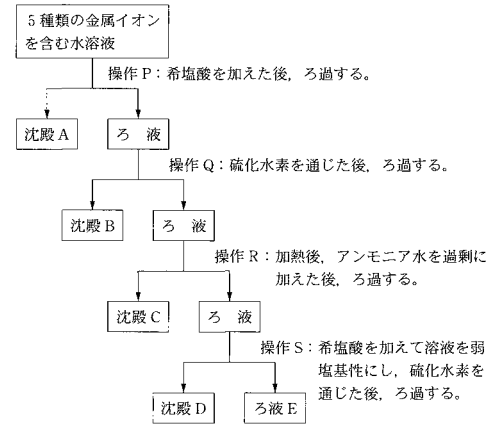 5種類の金属イオン
を含む水溶液
操作P：希塩酸を加えた後，ろ過する。
沈殿A
ろ　液
操作Q：硫化水素を通じた後，ろ過する。
沈殿B
ろ　液
操作R：加熱後，アンモニア水を過剰に
加えた後，ろ過する。
沈殿C
ろ　液
操作S：希塩酸を加えて溶液を弱
塩基性にし，硫化水素を
通じた後，ろ過する。
沈殿D
ろ液E